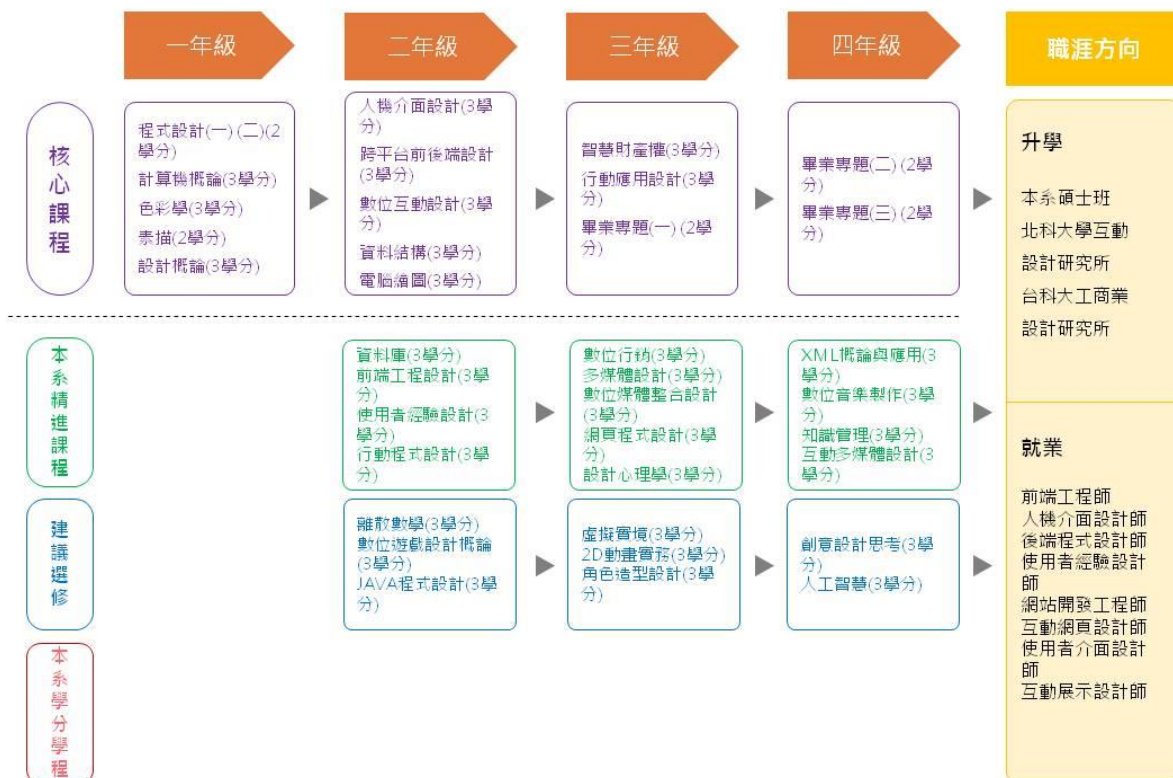 一年級
二年級
三年級
四年級
職涯方向
核心課程
程式設計(一) (二)(2
學分)
計算機概論(3學分)
色彩學(3學分)
素描(2學分)
設計概論(3學分)
人機介面設計(3學
分)
跨平台前後端設計
(3學分)
數位互動設計(3學
分)
資料結構(3學分)
電腦繪圖(3學分)
智慧財產權(3學分)
行動應用設計(3學
分)
畢業專題(一) (2學分)
畢業專題(二) (2學
分)
畢業專題(三) (2學
分)
升學
本系碩士班
北科大學互動
設計研究所
台科大工商業
設計研究所
本系精進課程
資料庫(3學分)
前端工程設計(3學
分)
使用者經驗設計(3
學分)
行動程式設計(3學
分)
數位行銷(3學分)
多媒體設計(3學分)
數位媒體整合設計
(3學分)
網頁程式設計(3學
分)
設計心理學(3學分)
XML概論與應用(3
學分)
數位音樂製作(3學
分)
知識管理(3學分)
互動多媒體設計(3
學分)
就業
前端工程師
人機介面設計師
後端程式設計師
使用者經驗設計
師
網站開發工程師
互動網頁設計師
使用者介面設計
師
互動展示設計師
建議選修
離散數學(3學分)
數位遊戲設計概論
(3學分)
JAVA程式設計(3學
分)
虛擬實境(3學分)
2D動畫實務(3學分)
角色造型設計(3學
分)
創意設計思考(3學
分)
人工智慧(3學分)
本系學分學程